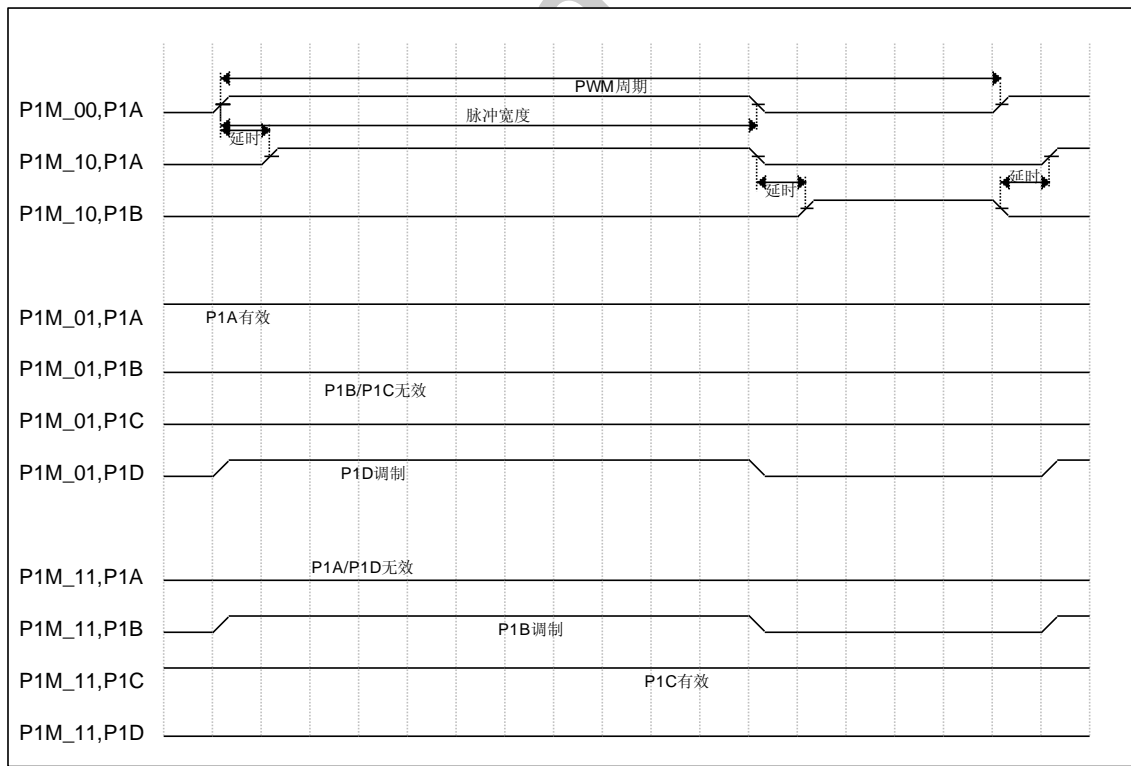 PWM周期
P1M_00,P1A
脉冲宽度
延时
P1M_10,P1A
延时
延时
P1M_10,P1B
P1M_01,P1A
P1A有效
P1M_01,P1B
P1B/P1C无效
P1M_01,P1C
P1M_01,P1D
P1D调制
P1A/P1D无效
P1M_11,P1A
P1M_11,P1B
P1B调制
P1M_11,P1C
P1C有效
P1M_11,P1D